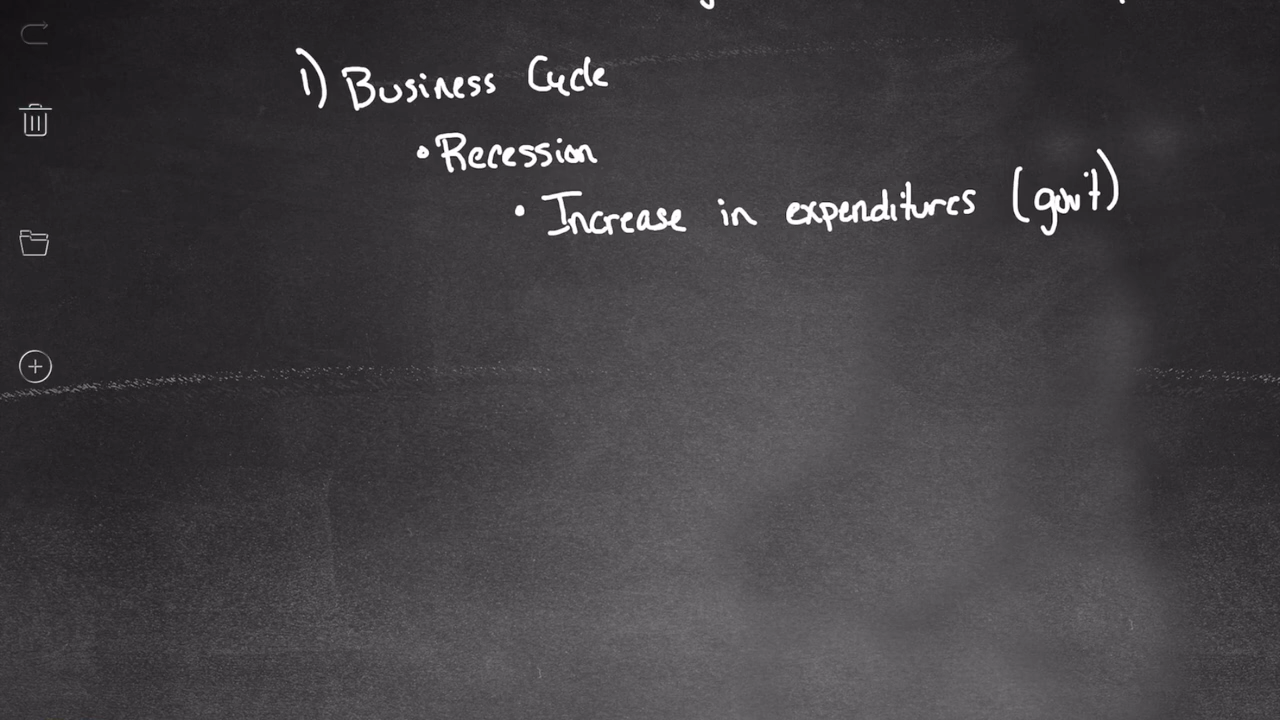 1) Business Cycle
• Recession
• Increase in expenditures (gov't)